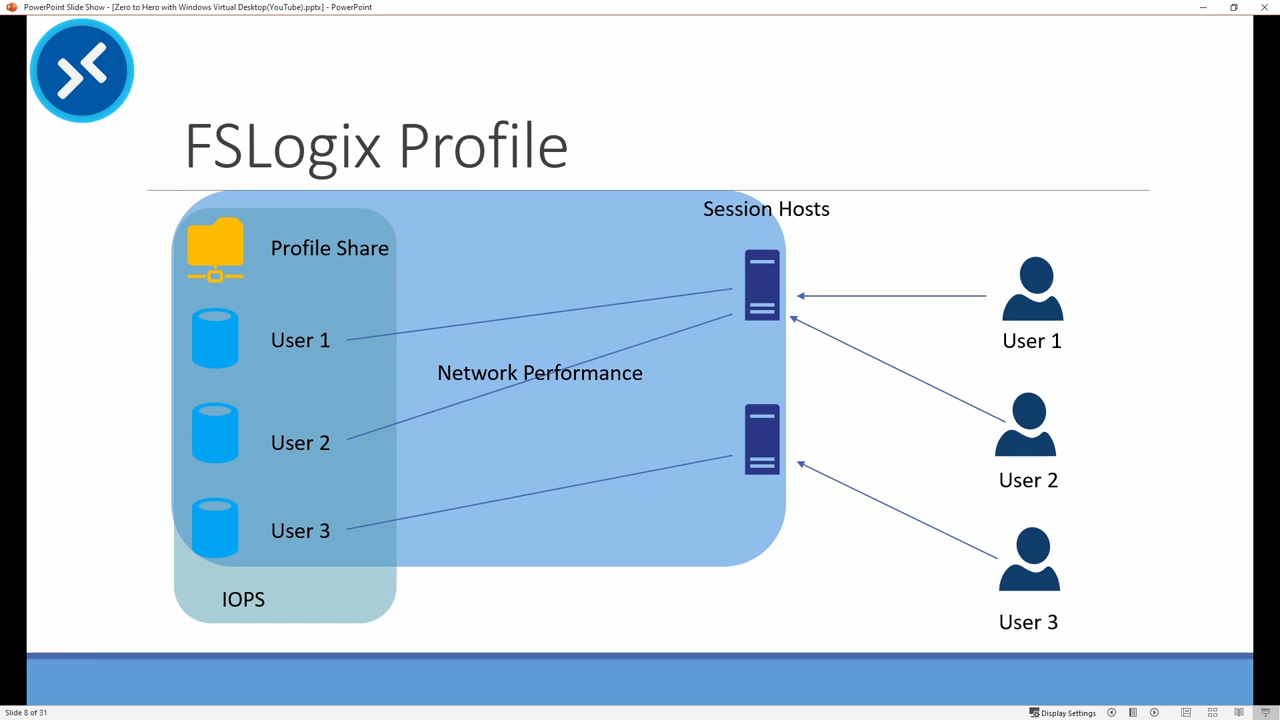 PowerPoint Slide Show - [Zero to Hero with Windows Virtual Desktop(YouTube).pptx] - PowerPoint
FSLogix Profile
Session Hosts
Profile Share
User 1
User 1
Network Performance
User 2
User 2
User 3
IOPS
User 3
Slide 8 of 31
Display Settings